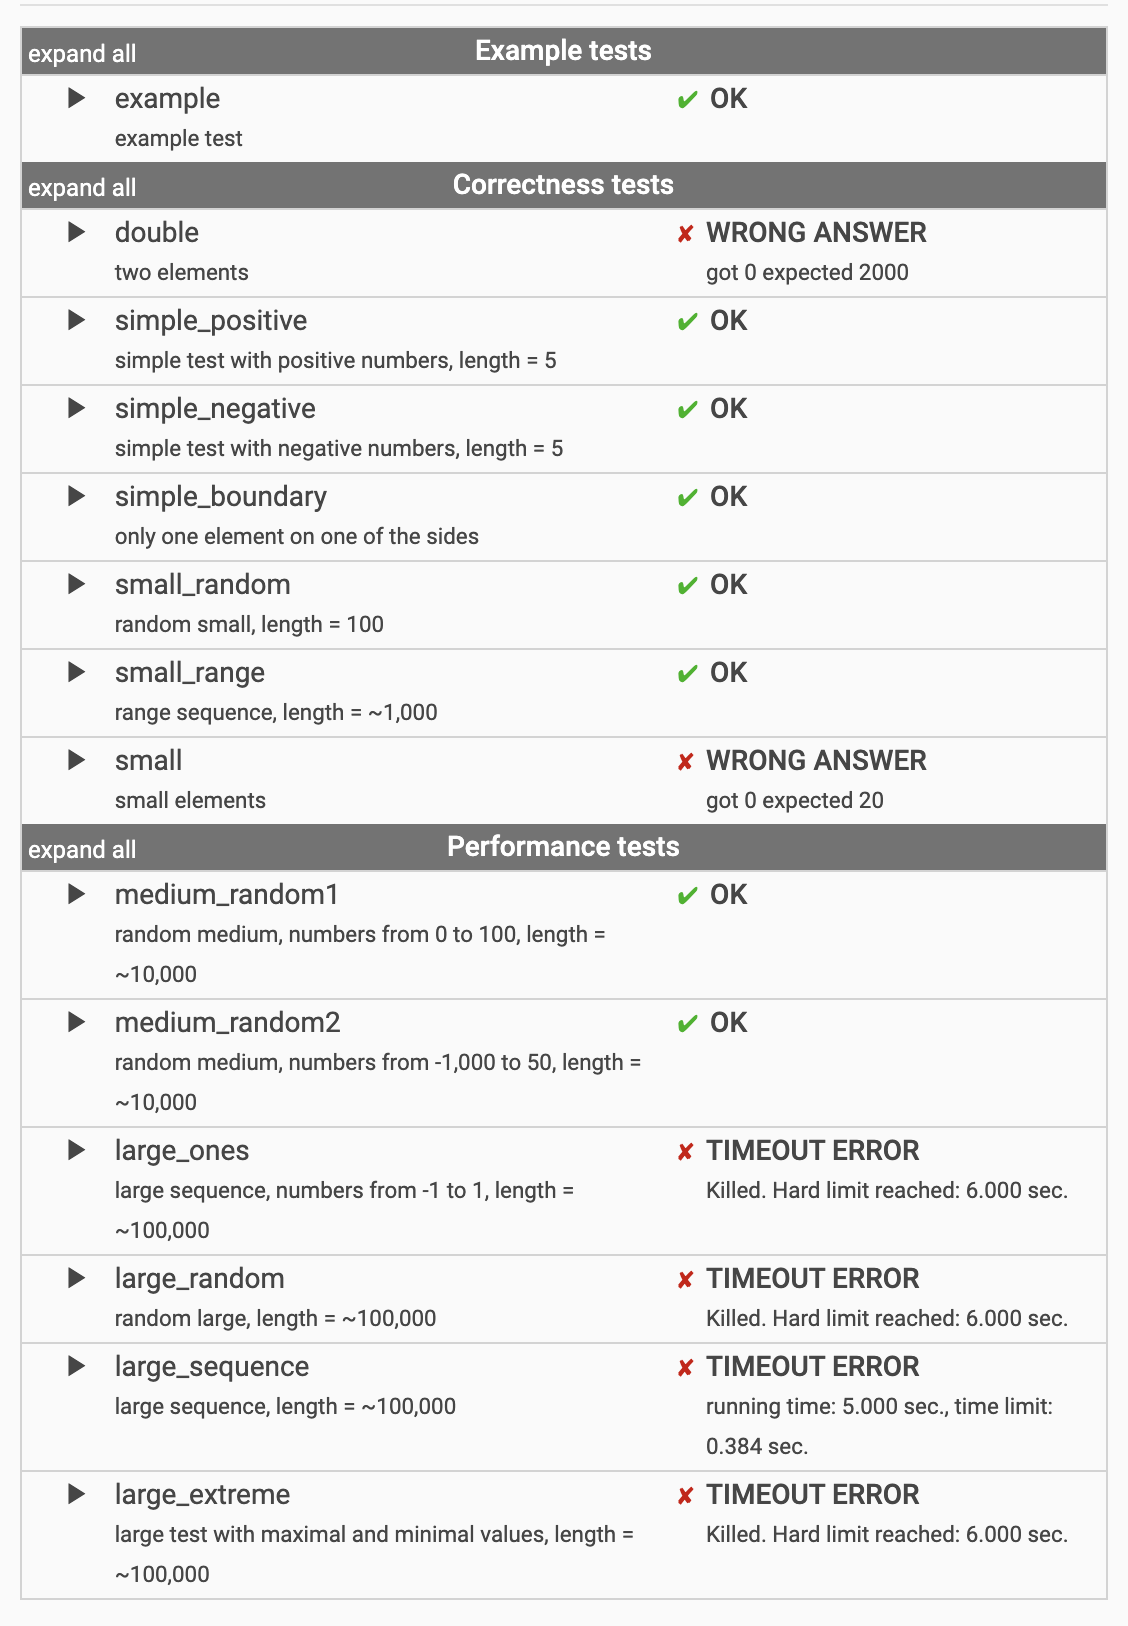 expand all Example tests
example ✔ OK
example test
expand all Correctness tests
double ✘ WRONG ANSWER
two elements got 0 expected 2000
simple_positive ✔ OK
simple test with positive numbers, length = 5
simple_negative ✔ OK
simple test with negative numbers, length = 5
simple_boundary ✔ OK
only one element on one of the sides
small_random ✔ OK
random small, length = 100
small_range ✔ OK
range sequence, length = ~1,000
small ✘ WRONG ANSWER
small elements got 0 expected 20
expand all Performance tests
medium_random1 ✔ OK
random medium, numbers from 0 to 100, length =
~10,000
medium_random2 ✔ OK
random medium, numbers from -1,000 to 50, length =
~10,000
large_ones ✘ TIMEOUT ERROR
large sequence, numbers from -1 to 1, length = Killed. Hard limit reached: 6.000 sec.
~100,000
large_random ✘ TIMEOUT ERROR
random large, length = ~100,000 Killed. Hard limit reached: 6.000 sec.
large_sequence ✘ TIMEOUT ERROR
large sequence, length = ~100,000 running time: 5.000 sec., time limit:
0.384 sec.
large_extreme ✘ TIMEOUT ERROR
large test with maximal and minimal values, length = Killed. Hard limit reached: 6.000 sec.
~100,000